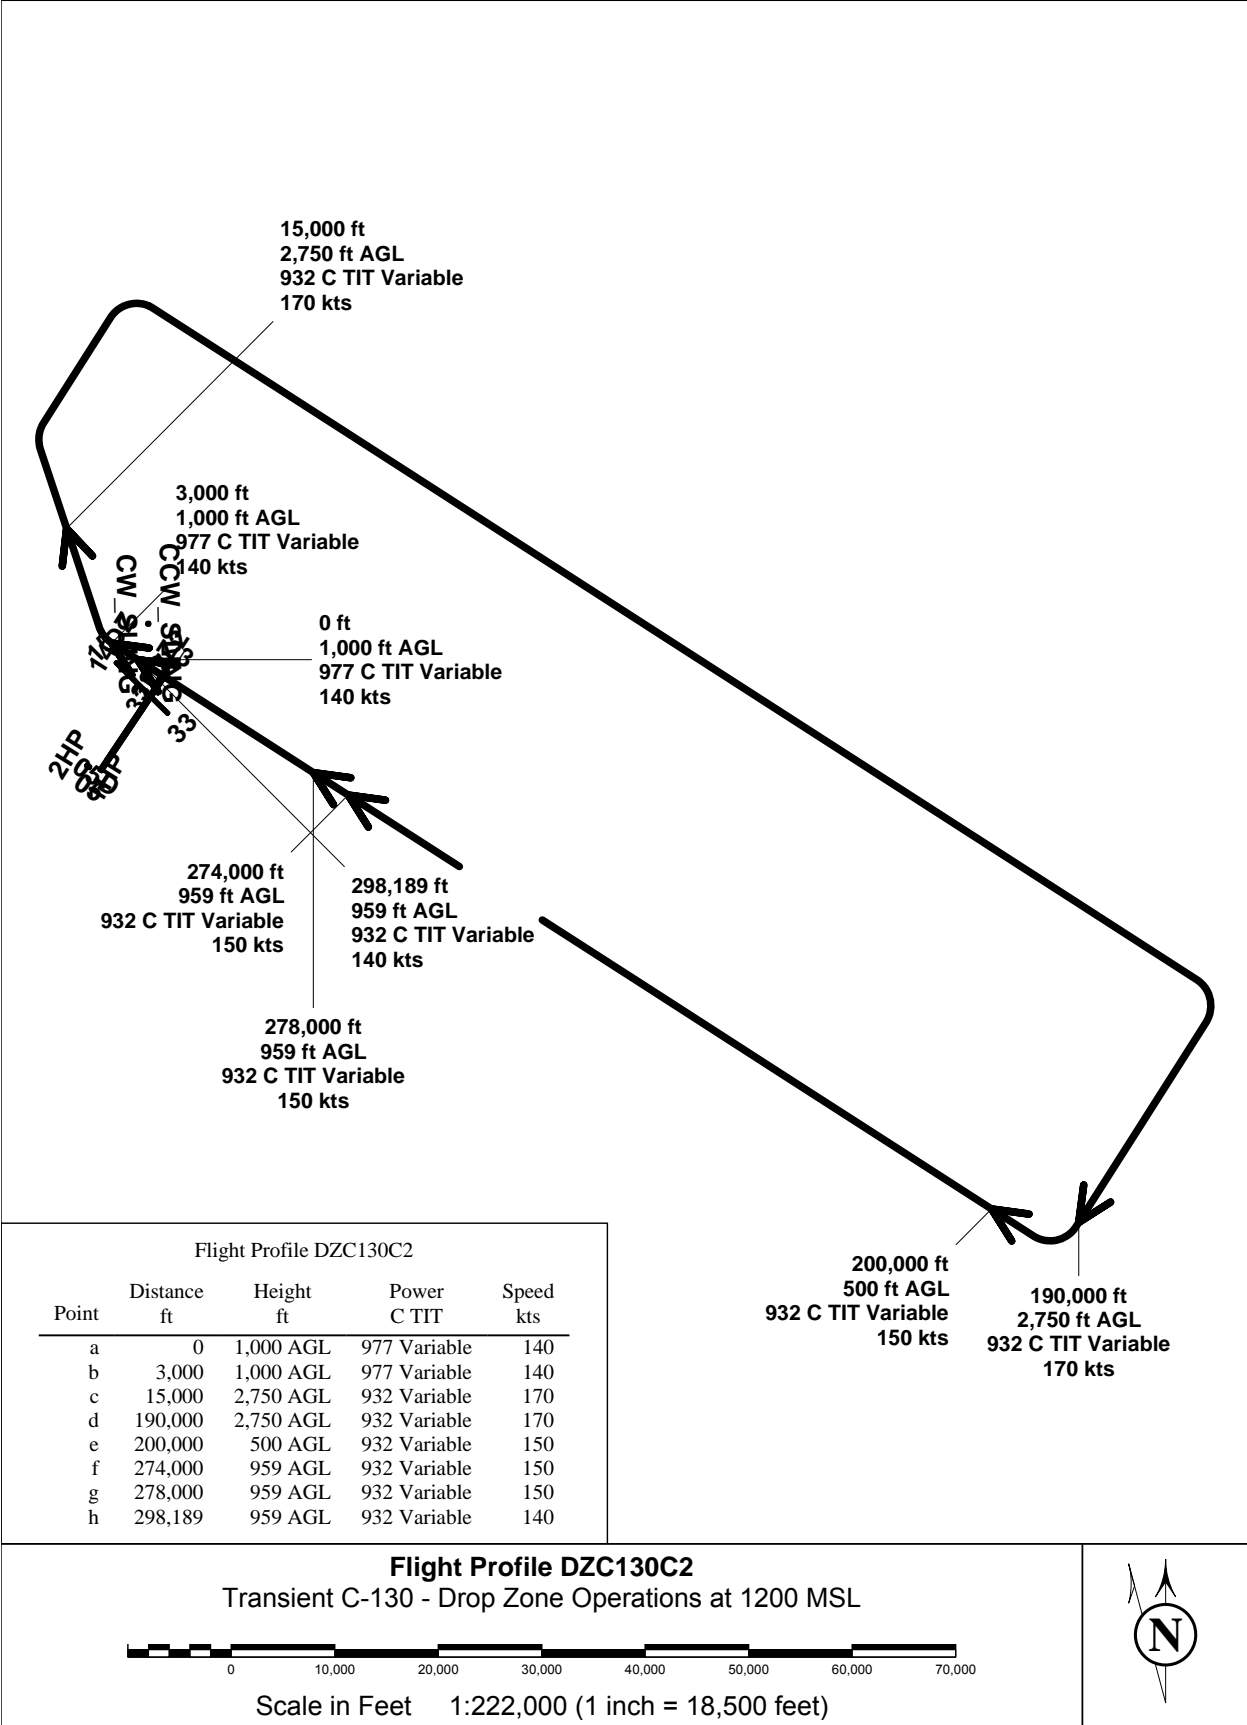 15,000 ft
2,750 ft AGL
932 C TIT Variable
170 kts
3,000 ft
1,000 ft AGL
977 C TIT Variable
140 kts
0 ft
1,000 ft AGL
977 C TIT Variable
140 kts
33
2HP
274,000 ft
959 ft AGL
932 C TIT Variable
150 kts
298,189 ft
959 ft AGL
932 C TIT Variable
140 kts
278,000 ft
959 ft AGL
932 C TIT Variable
150 kts
200,000 ft
500 ft AGL
932 C TIT Variable
150 kts
190,000 ft
2,750 ft AGL
932 C TIT Variable
170 kts
Flight Profile DZC130C2
Point Distance ft Height ft Power C TIT Speed kts
a 0 1,000 AGL 977 Variable 140
b 3,000 1,000 AGL 977 Variable 140
c 15,000 2,750 AGL 932 Variable 170
d 190,000 2,750 AGL 932 Variable 170
e 200,000 500 AGL 932 Variable 150
f 274,000 959 AGL 932 Variable 150
g 278,000 959 AGL 932 Variable 150
h 298,189 959 AGL 932 Variable 140
Flight Profile DZC130C2
Transient C-130 - Drop Zone Operations at 1200 MSL
0 10,000 20,000 30,000 40,000 50,000 60,000 70,000
Scale in Feet 1:222,000 (1 inch = 18,500 feet)
N